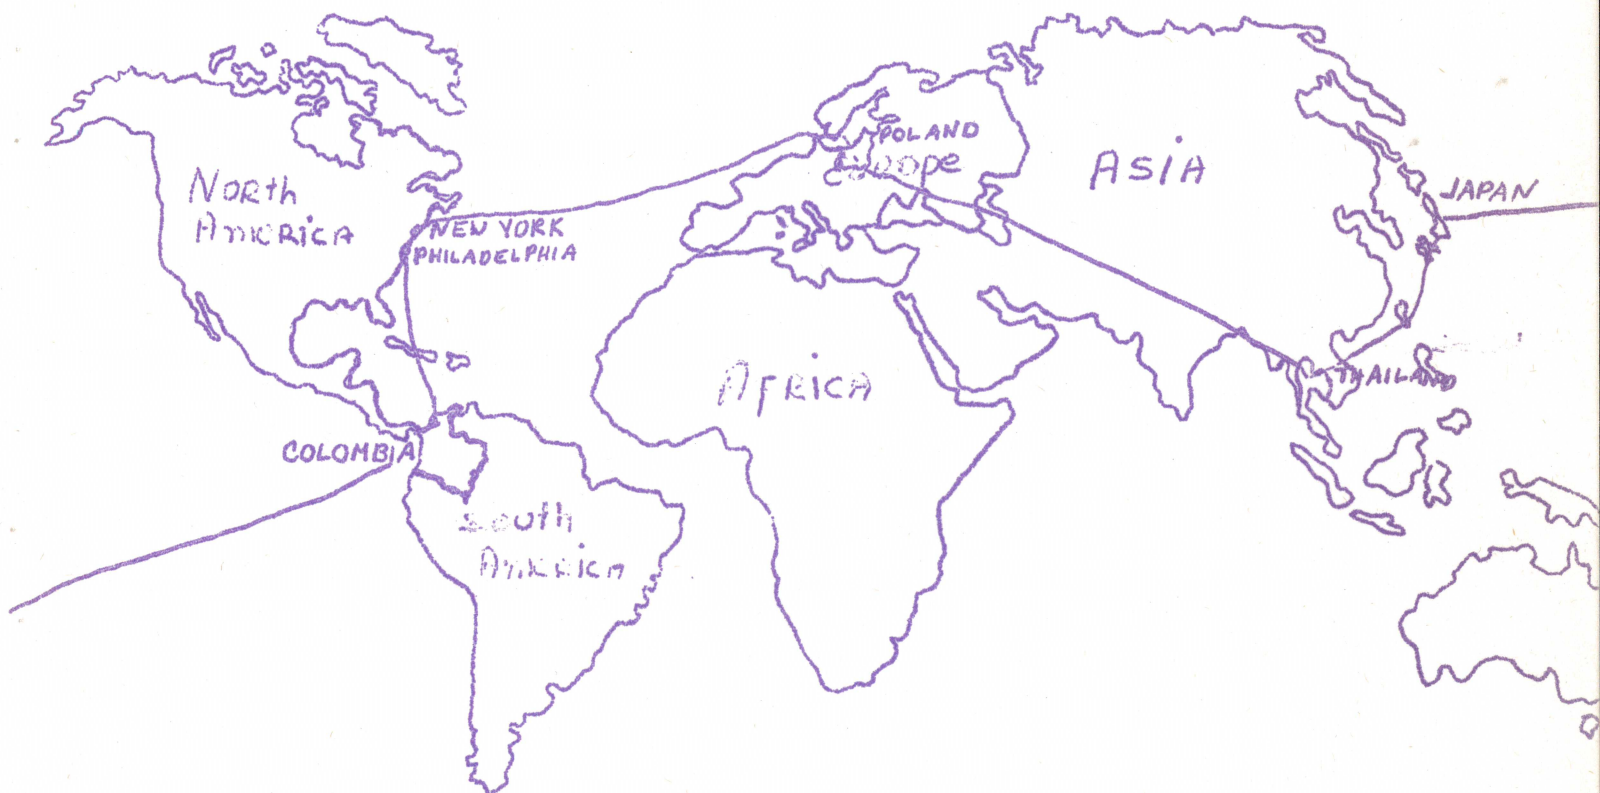 POLAND
Europe
ASIA
NORth
AmERICA
JAPAN
NEW YORK
PHILADELPHIA
AfRICA
THAILAND
COLOMBIA
South
AmERICA